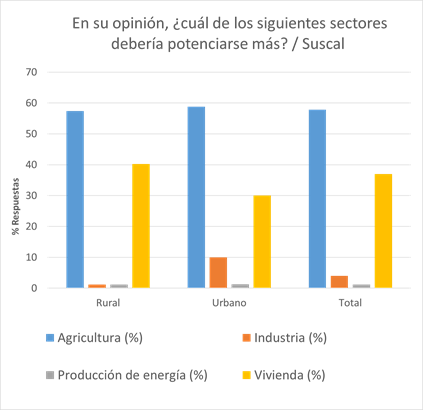 En su opinión, ¿cuál de los siguientes sectores
debería potenciarse más? / Suscal
70
60
50
40
30
20
10
0
% Respuestas
Rural Urbano Total
Agricultura (%) Industria (%)
Producción de energía (%) Vivienda (%)